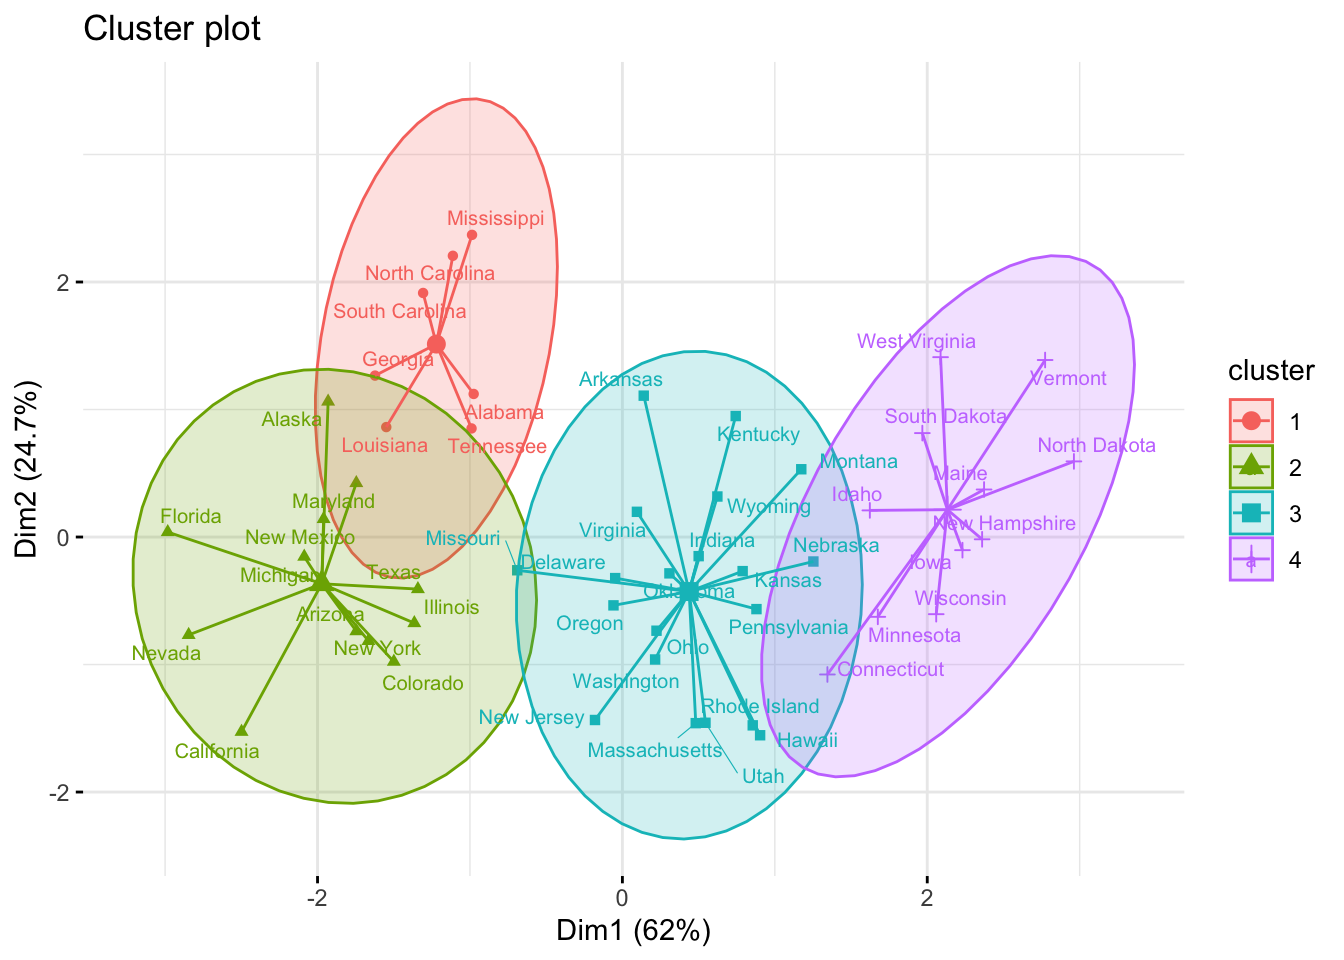 Cluster plot
Mississippi
North Carolina
South Carolina
Georgia
Alabama
Louisiana
Tennessee
Alaska
Maryland
Florida
New Mexico
Michigan
Texas
Arizona
Illinois
New York
Nevada
Colorado
California
Arkansas
Kentucky
Montana
Wyoming
Virginia
Missouri
Indiana
Nebraska
Delaware
Kansas
Oklahoma
Oregon
Pennsylvania
Ohio
Washington
New Jersey
Rhode Island
Massachusetts
Hawaii
Utah
West Virginia
Vermont
South Dakota
North Dakota
Maine
Idaho
New Hampshire
Iowa
Wisconsin
Minnesota
Connecticut
2
0
-2
-2
0
2
Dim1 (62%)
Dim2 (24.7%)
cluster
1
2
3
a 4